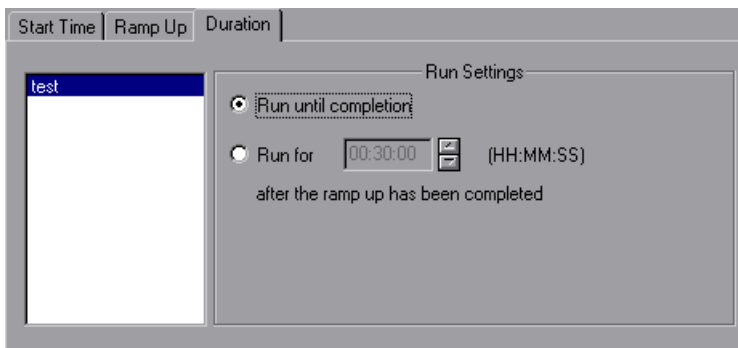 Start Time Ramp Up Duration
test
Run Settings
Run until completion
Run for 00:30:00 (HH:MM:SS)
after the ramp up has been completed